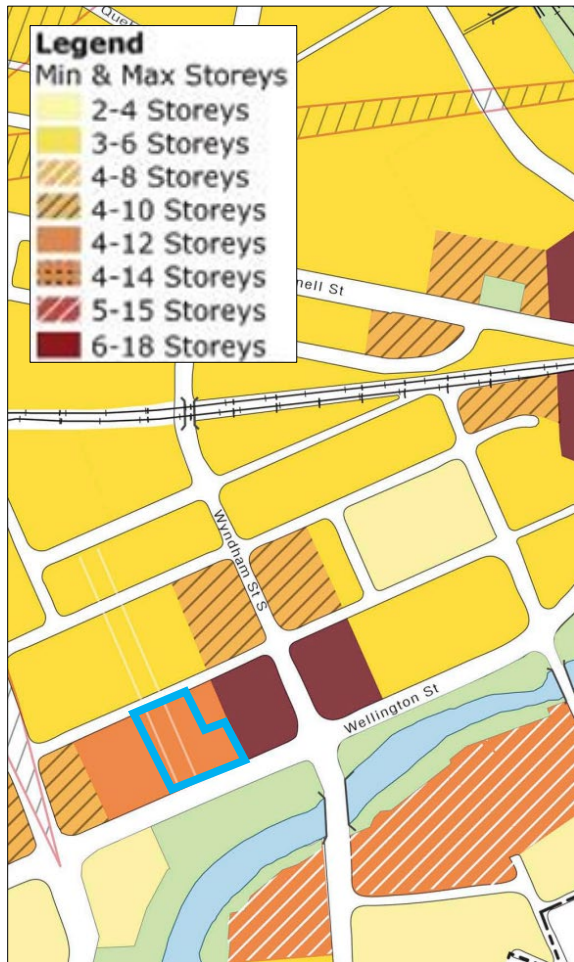 Legend
Min & Max Storeys
2-4 Storeys
3-6 Storeys
4-8 Storeys
4-10 Storeys
4-12 Storeys
4-14 Storeys
5-15 Storeys
6-18 Storeys
nell St
Wyndham St S
Wellington St